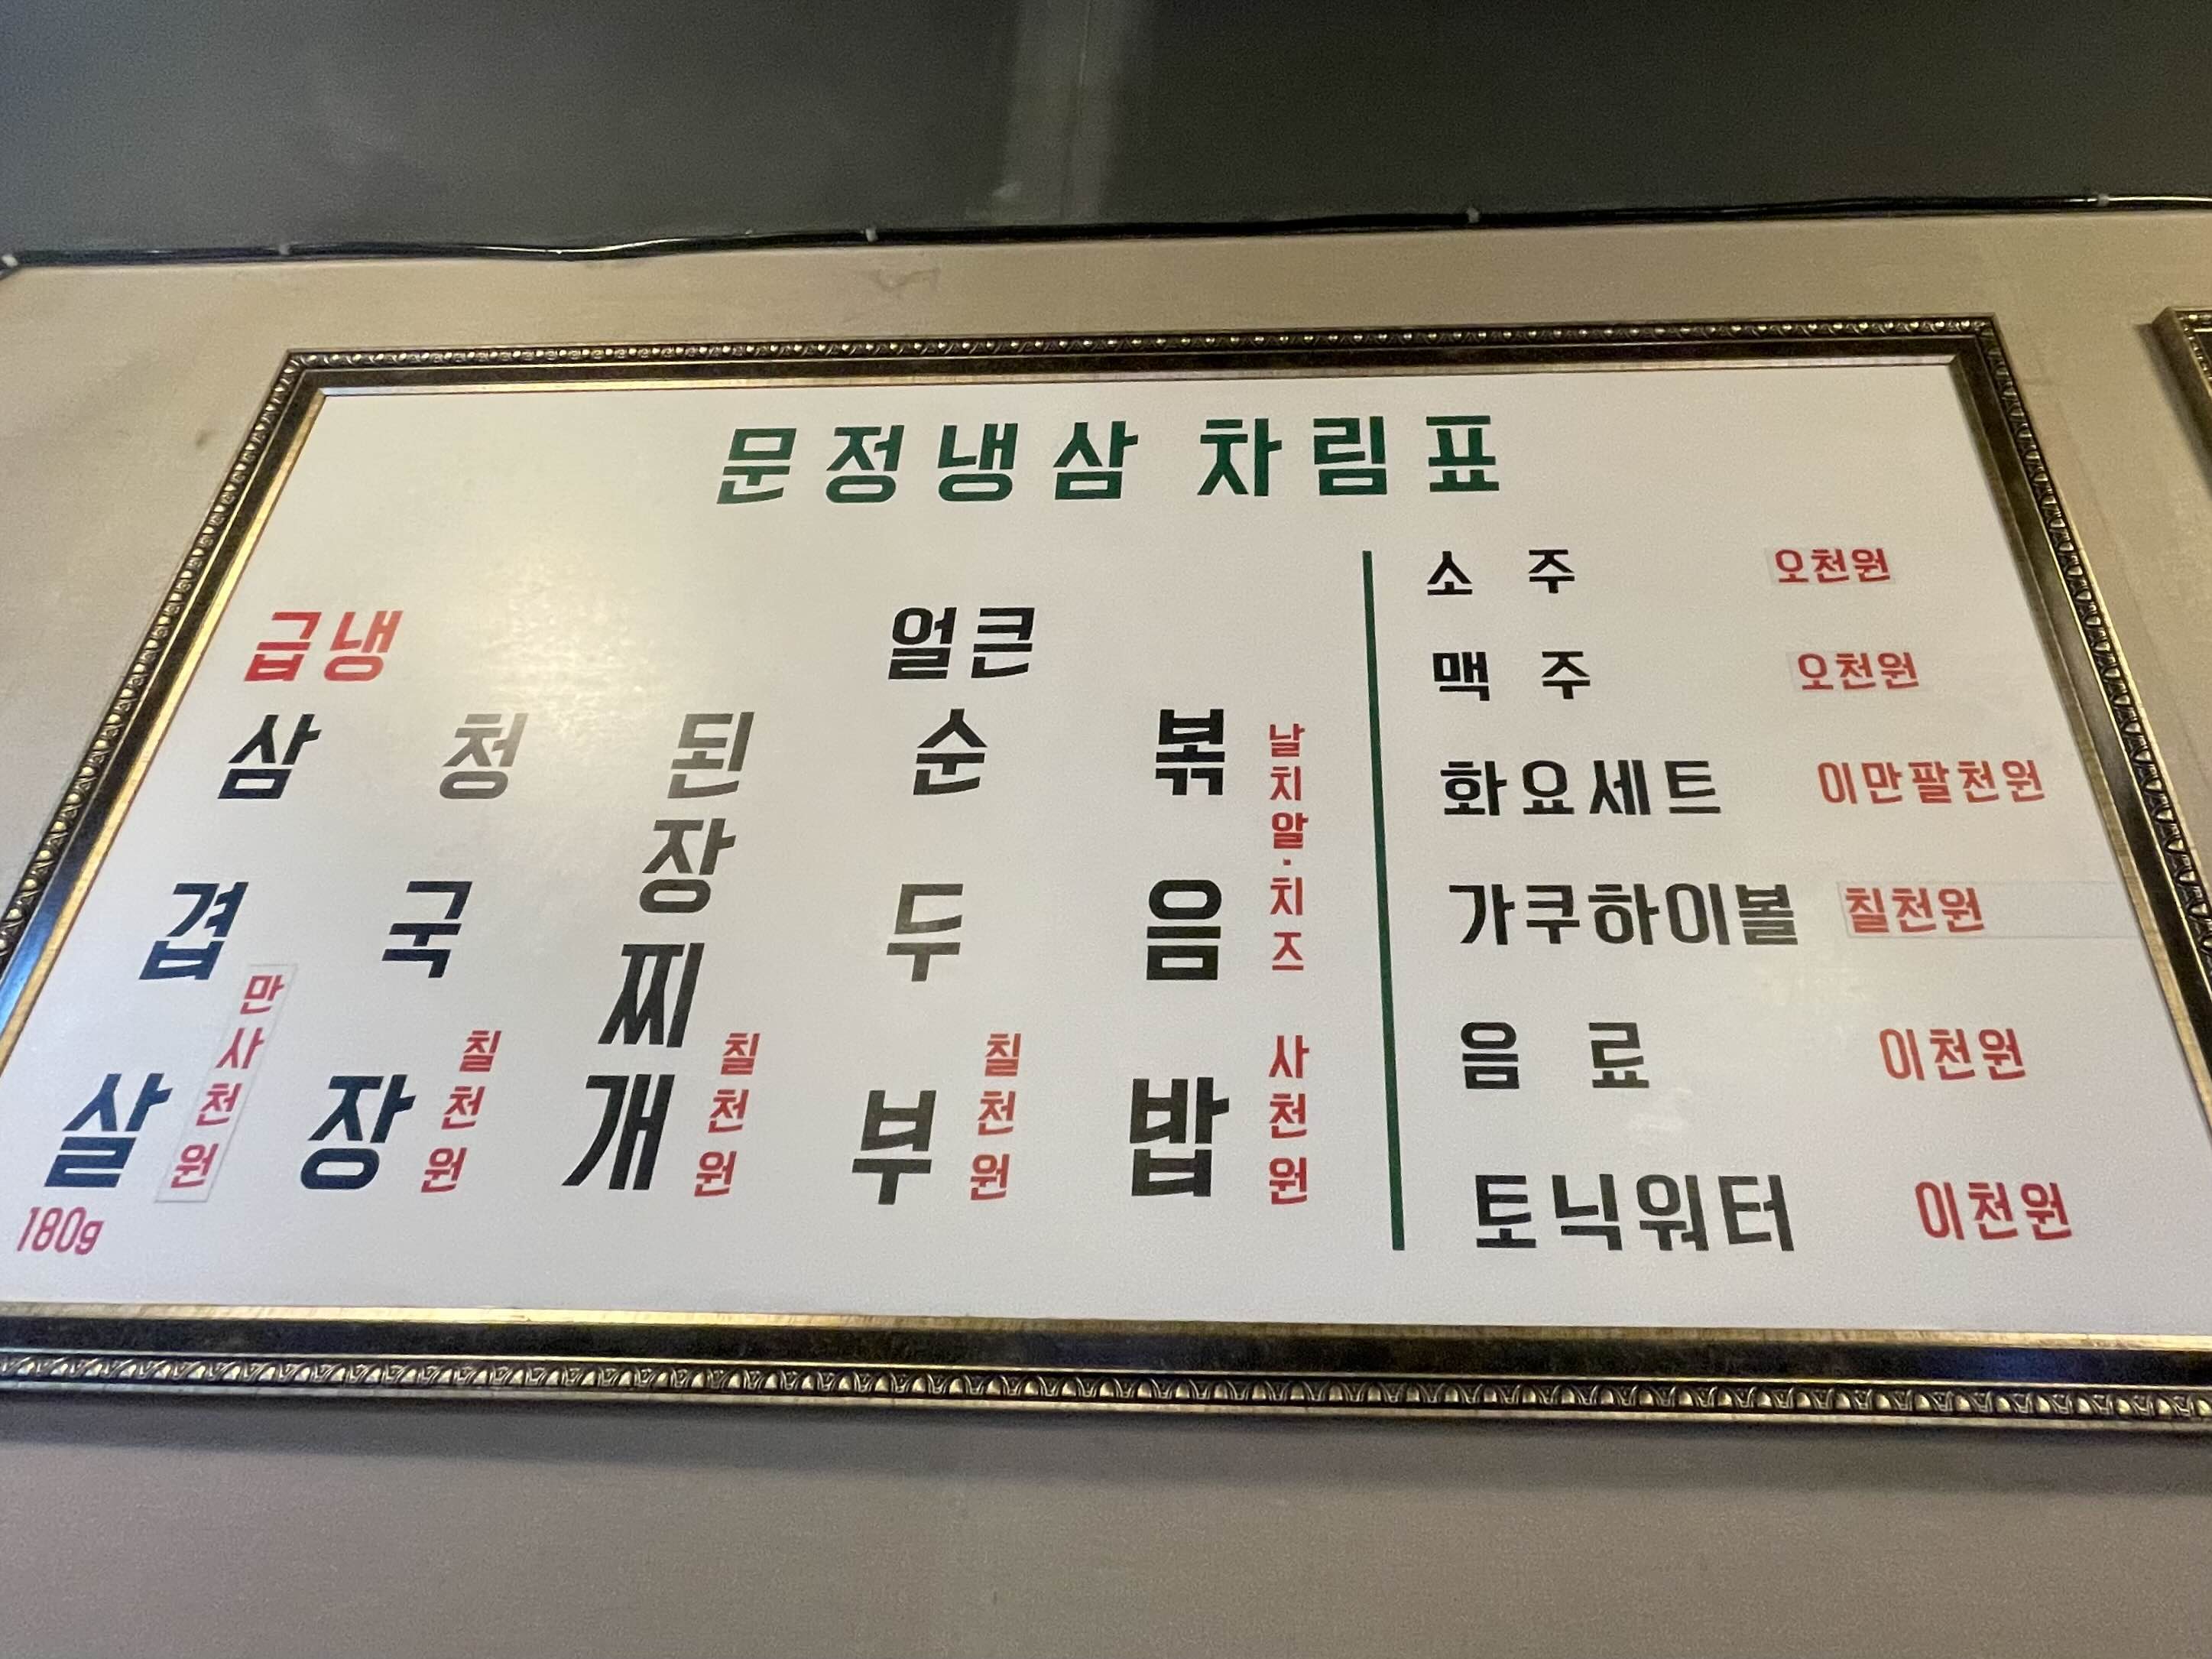 문정냉삼 차림표
급냉
삼겹살
180g
만사천원
청국장
칠천원
된장찌개
칠천원
얼큰
순두부
칠천원
볶음밥
날치알·치즈
사천원
소주 오천원
맥주 오천원
화요세트 이만팔천원
가쿠하이볼 칠천원
음료 이천원
토닉워터 이천원